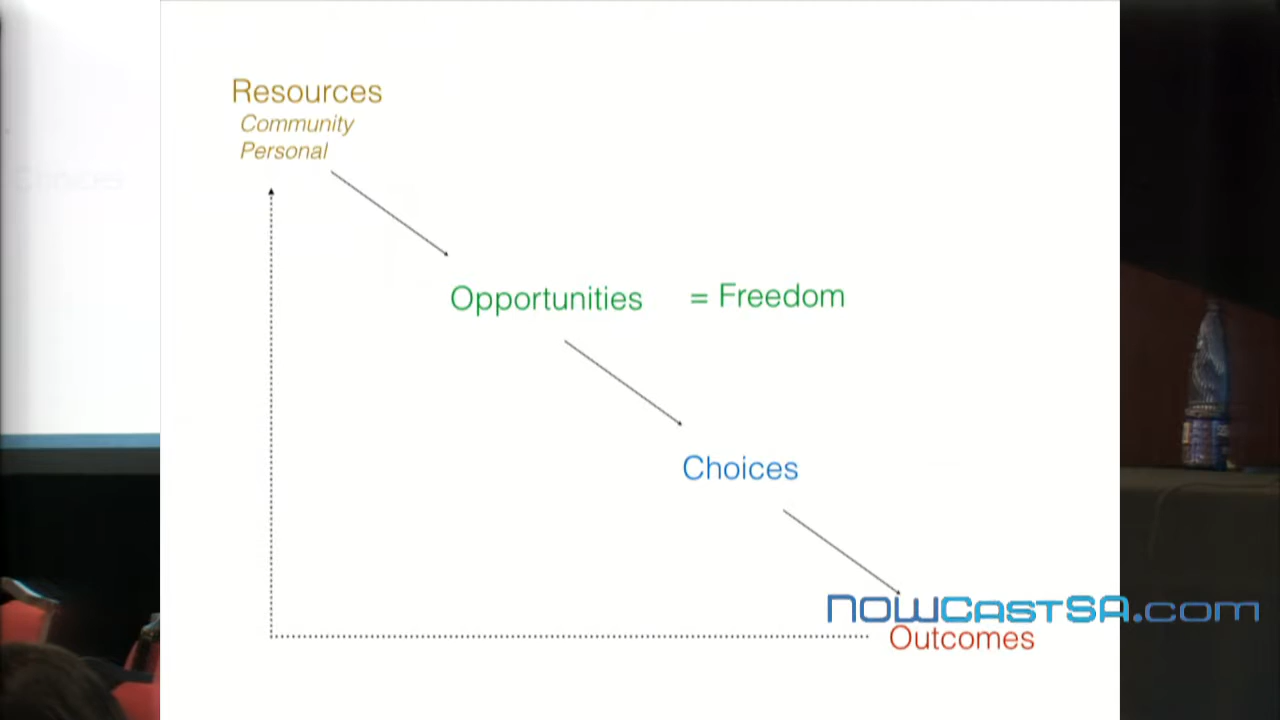 Resources
Community
Personal
Opportunities = Freedom
Choices
NOWCastSA.com
Outcomes